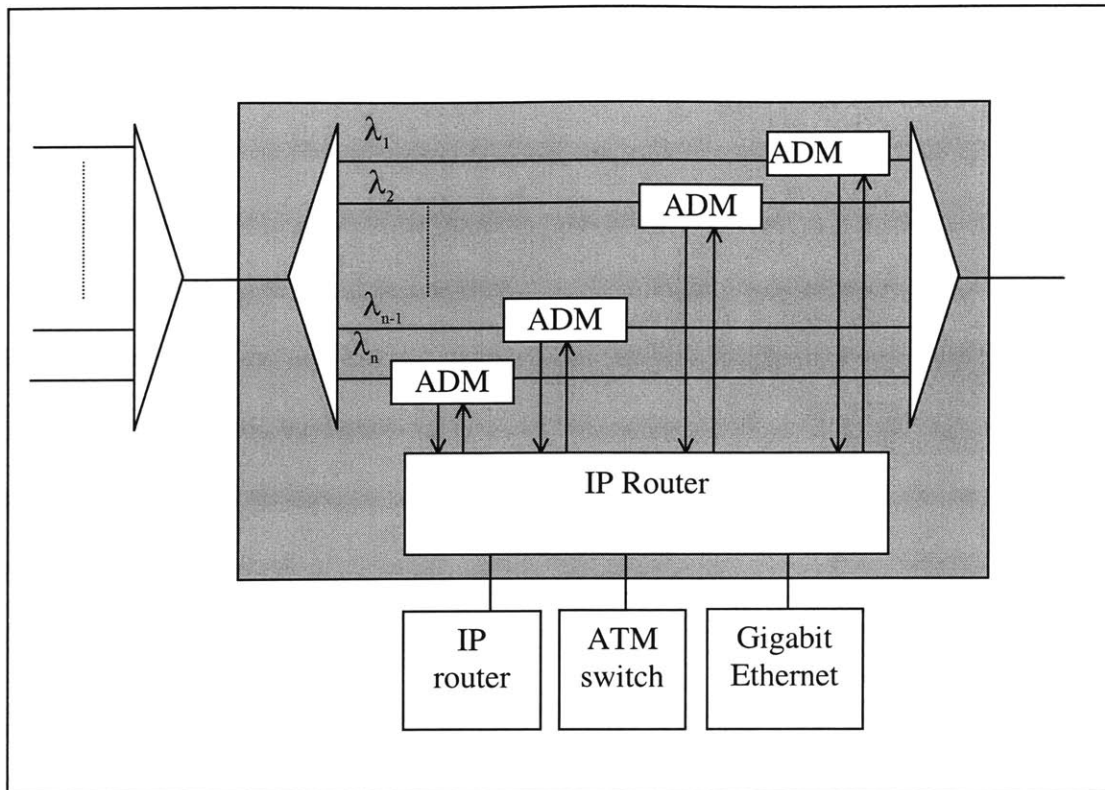 λ1
ADM
λ2
ADM
λn-1
ADM
λn
ADM
IP Router
IP
router
ATM
switch
Gigabit
Ethernet